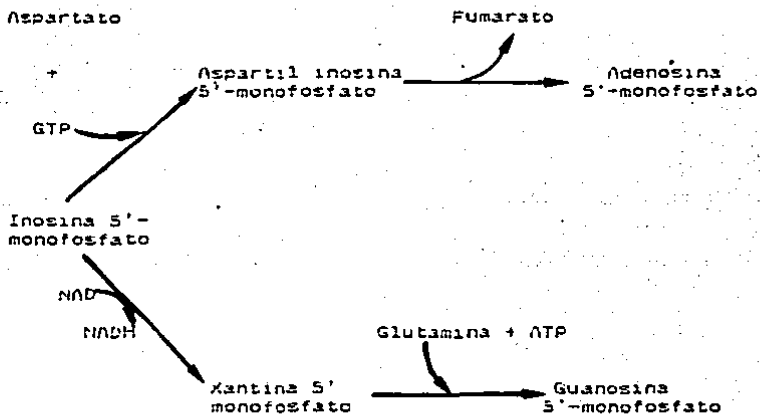 Aspartato
+
GTP
Inosina 5'-
monofosfato
Aspartil inosina
5'-monofosfato
Fumarato
Adenosina
5'-monofosfato
NAD
NADH
Xantina 5'
monofosfato
Glutamina + ATP
Guanosina
5'-monofosfato